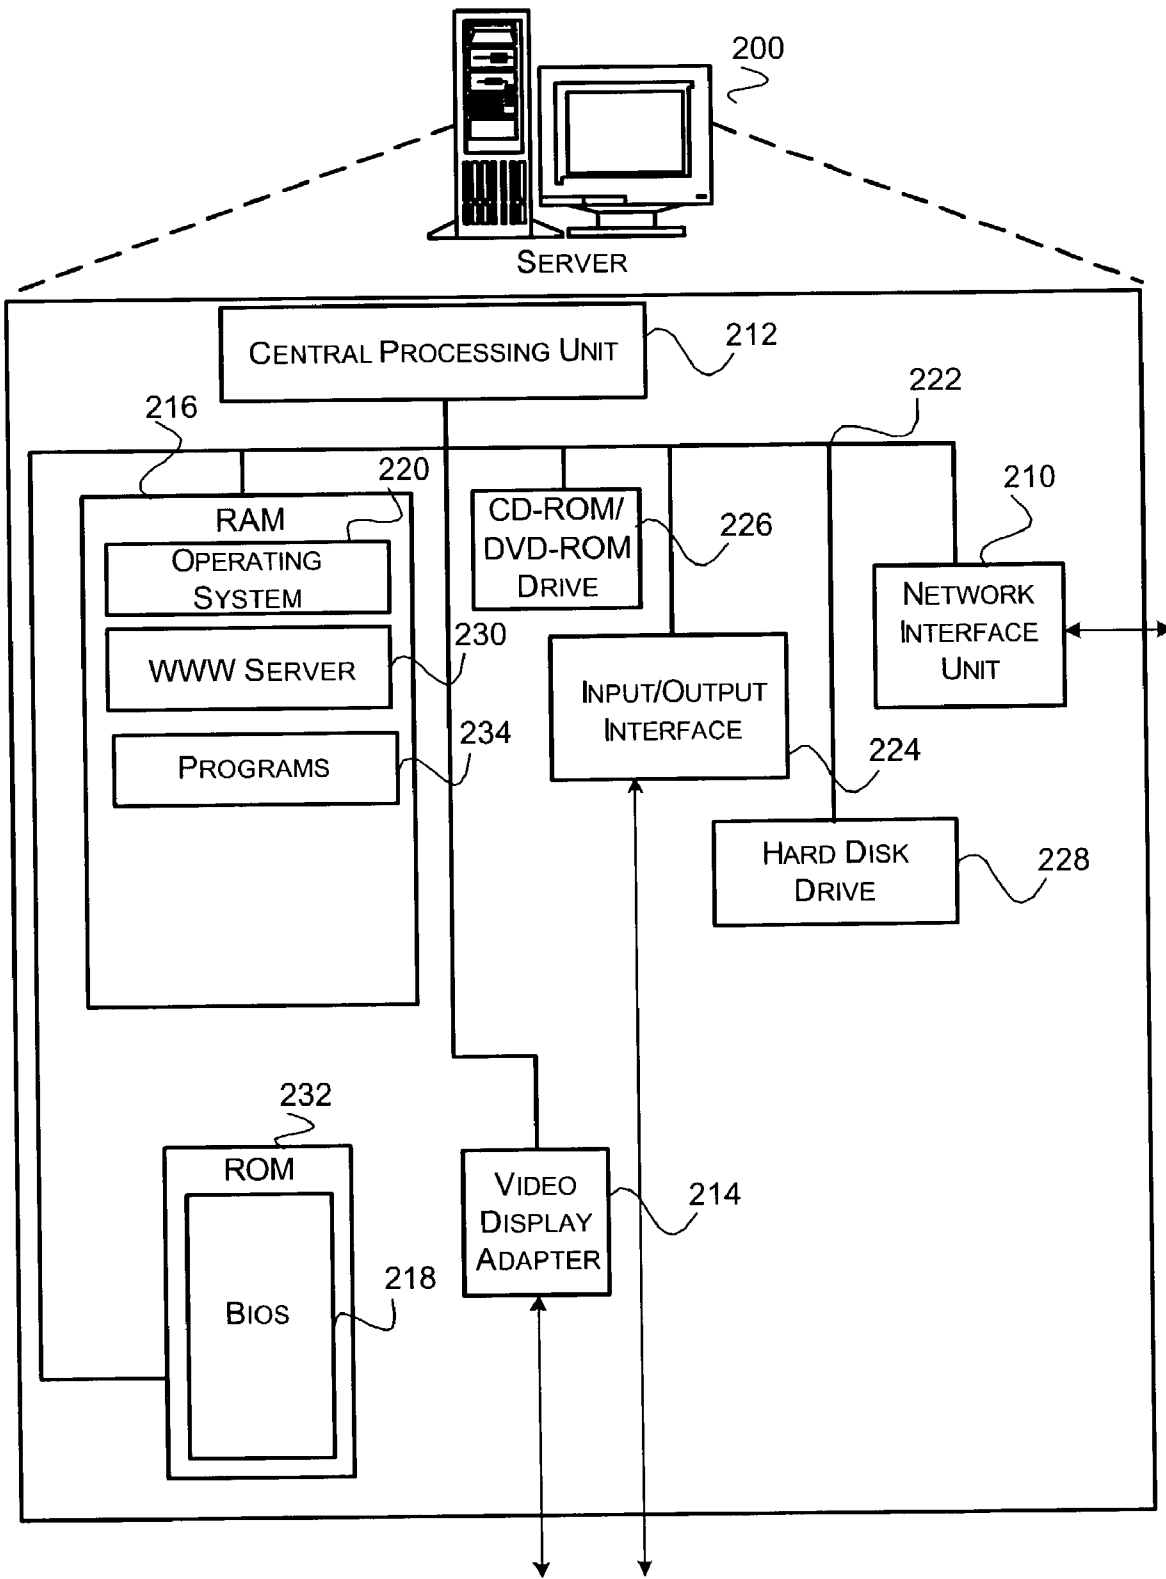 200
SERVER
CENTRAL PROCESSING UNIT
212
222
216
220
210
RAM
CD-ROM/
DVD-ROM
DRIVE
226
OPERATING
SYSTEM
NETWORK
INTERFACE
UNIT
230
WWW SERVER
INPUT/OUTPUT
INTERFACE
234
PROGRAMS
224
HARD DISK
DRIVE
228
232
ROM
VIDEO
DISPLAY
ADAPTER
214
218
BIOS